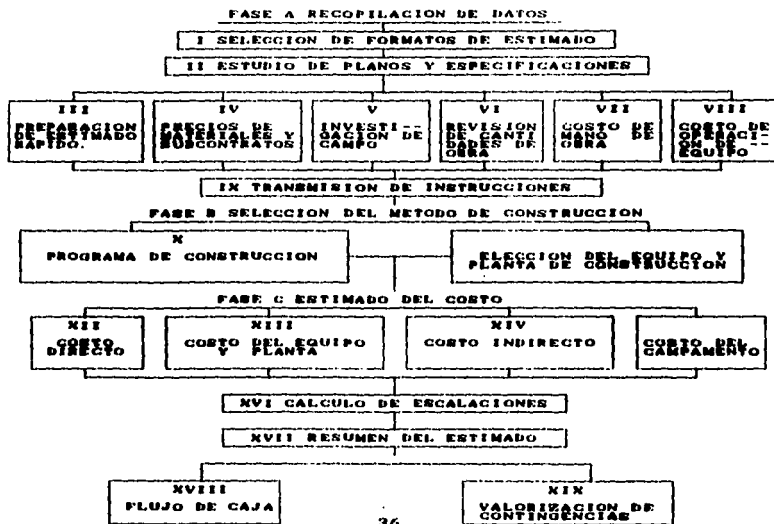 FASE A RECOPILACION DE DATOS
I SELECCION DE FORMATOS DE ESTIMADO
II ESTUDIO DE PLANOS Y ESPECIFICACIONES
III
PREPARACION
DE ESTIMADO
RAPIDO.
IV
PRECIOS DE
MATERIALES Y
SUBCONTRATOS
V
INVESTI--
GACION DE
CAMPO
VI
REVISION
DE CANTI
DADES DE
OBRA
VII
COSTO DE
MANO DE
OBRA
VIII
COSTO DE
OPERACI--
ON DE ---
EQUIPO
IX TRANSMISION DE INSTRUCCIONES
FASE B SELECCION DEL METODO DE CONSTRUCCION
X
PROGRAMA DE CONSTRUCCION
ELECCION DEL EQUIPO Y
PLANTA DE CONSTRUCCION
FASE C ESTIMADO DEL COSTO
XII
COSTO
DIRECTO
XIII
COSTO DEL EQUIPO
Y PLANTA
XIV
COSTO INDIRECTO
COSTO DEL
CAMPAMENTO
XVI CALCULO DE ESCALACIONES
XVII RESUMEN DEL ESTIMADO
XVIII
FLUJO DE CAJA
XIX
VALORIZACION DE
CONTINGENCIAS
36